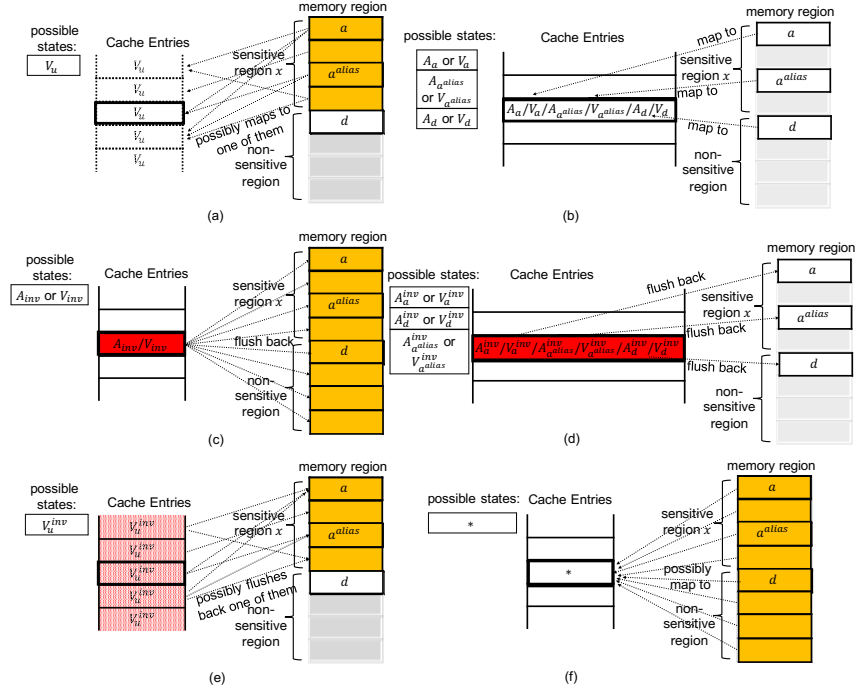 memory region
possible
states:
V_u
Cache Entries
V_u
V_u
V_u
V_u
V_u
sensitive
region x
a
a^alias
d
possibly maps to
one of them
non-
sensitive
region
(a)
memory region
possible states:
A_a or V_a
A_a^alias
or V_a^alias
A_d or V_d
Cache Entries
A_a/V_a/A_a^alias/V_a^alias/A_d/V_d
map to
sensitive
region x
map to
map to
a
a^alias
d
non-
sensitive
region
(b)
memory region
possible
states:
A_inv or V_inv
Cache Entries
A_inv/V_inv
sensitive
region x
flush back
a
a^alias
d
non-
sensitive
region
(c)
memory region
possible states:
A_a^inv or V_a^inv
A_d^inv or V_d^inv
A_a^alias^inv or
V_a^alias^inv
Cache Entries
A_a^inv/V_a^inv/A_a^alias^inv/V_a^alias^inv/A_d^inv/V_d^inv
flush back
sensitive
region x
flush back
flush back
a
a^alias
d
non-
sensitive
region
(d)
memory region
possible
states:
V_u^inv
Cache Entries
V_u^inv
V_u^inv
V_u^inv
V_u^inv
V_u^inv
sensitive
region x
a
a^alias
d
possibly flushes
back one of them
non-
sensitive
region
(e)
memory region
possible states:
*
Cache Entries
*
sensitive
region x
possibly
map to
a
a^alias
d
non-
sensitive
region
(f)